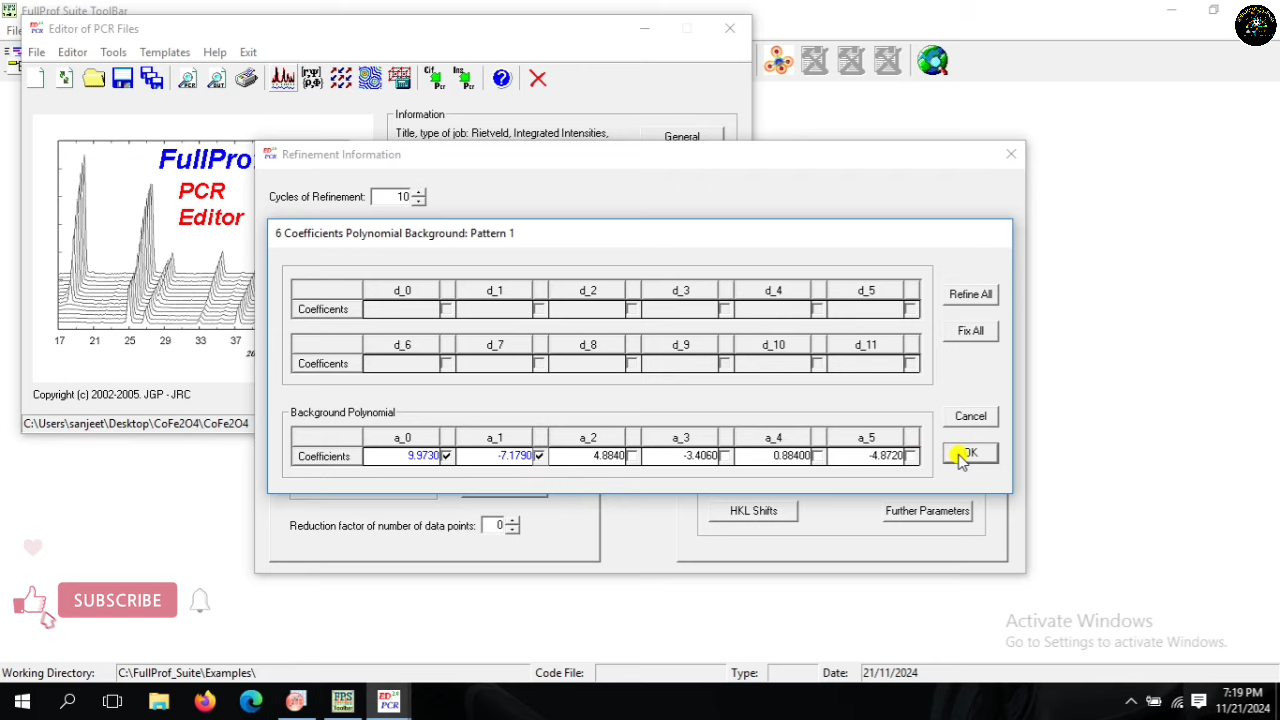 FullProf Suite ToolBar
Editor of PCR Files
File Editor Tools Templates Help Exit
Information
Title, type of job: Rietveld, Integrated Intensities,
General
FullProf
PCR
Editor
17 21 25 29 33 37
Copyright (c) 2002-2005. JGP - JRC
C:\Users\sanjeet\Desktop\CoFe2O4\CoFe2O4
Refinement Information
Cycles of Refinement: 10
6 Coefficients Polynomial Background: Pattern 1
d_0 d_1 d_2 d_3 d_4 d_5
Coefficients
Refine All
Fix All
d_6 d_7 d_8 d_9 d_10 d_11
Coefficients
Background Polynomial
Cancel
a_0 a_1 a_2 a_3 a_4 a_5
Coefficients 9.9730 -7.1790 4.8840 -3.4060 0.88400 -4.8720
OK
HKL Shifts
Further Parameters
Reduction factor of number of data points: 0
SUBSCRIBE
Activate Windows
Go to Settings to activate Windows.
Working Directory: C:\FullProf_Suite\Examples\ Code File: Type: Date: 21/11/2024
7:19 PM
11/21/2024